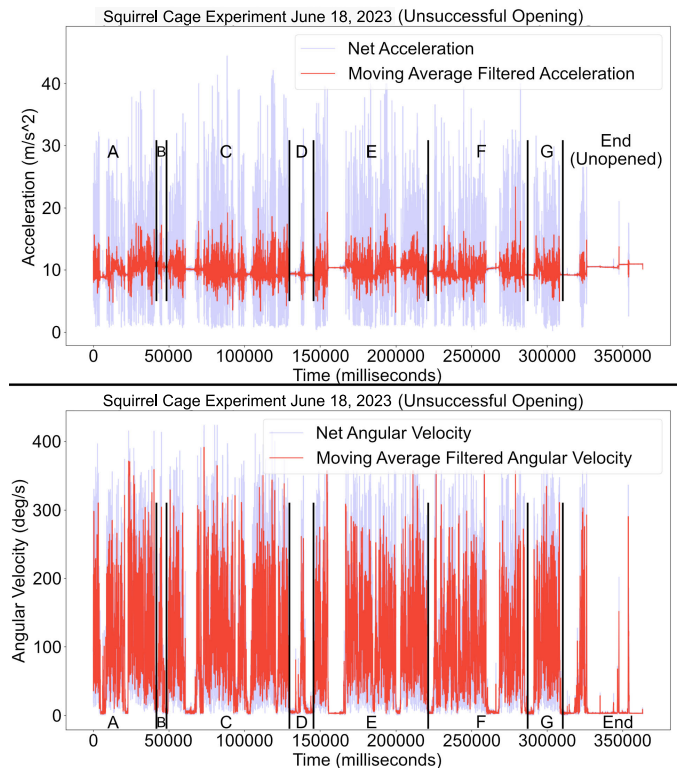 Squirrel Cage Experiment June 18, 2023 (Unsuccessful Opening)
Net Acceleration
Moving Average Filtered Acceleration
Acceleration (m/s^2)
40
30
20
10
0
A B C D E F G End
(Unopened)
0 50000 100000 150000 200000 250000 300000 350000
Time (milliseconds)
Squirrel Cage Experiment June 18, 2023 (Unsuccessful Opening)
Net Angular Velocity
Moving Average Filtered Angular Velocity
Angular Velocity (deg/s)
400
300
200
100
0
A B C D E F G End
0 50000 100000 150000 200000 250000 300000 350000
Time (milliseconds)